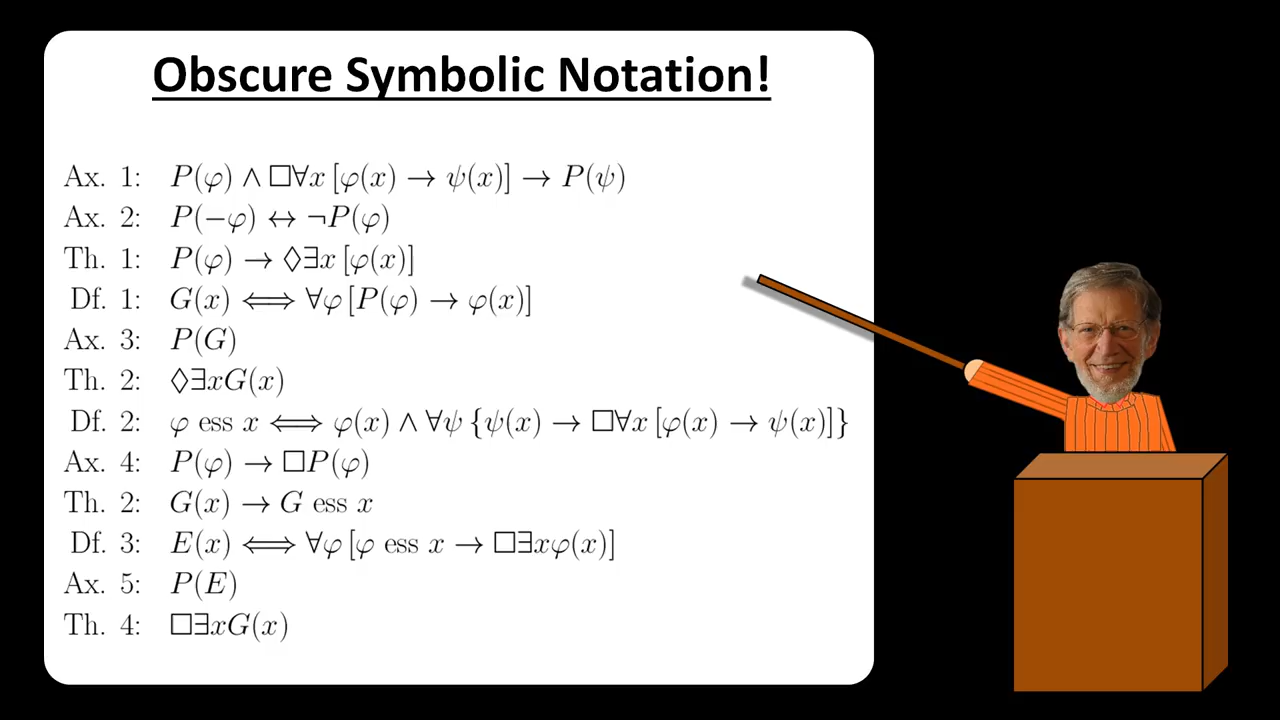 Obscure Symbolic Notation!
Ax. 1: P(φ) ∧ □∀x [φ(x) → ψ(x)] → P(ψ)
Ax. 2: P(−φ) ↔ ¬P(φ)
Th. 1: P(φ) → ◊∃x [φ(x)]
Df. 1: G(x) ⟺ ∀φ [P(φ) → φ(x)]
Ax. 3: P(G)
Th. 2: ◊∃xG(x)
Df. 2: φ ess x ⟺ φ(x) ∧ ∀ψ {ψ(x) → □∀x [φ(x) → ψ(x)]}
Ax. 4: P(φ) → □P(φ)
Th. 2: G(x) → G ess x
Df. 3: E(x) ⟺ ∀φ [φ ess x → □∃xφ(x)]
Ax. 5: P(E)
Th. 4: □∃xG(x)